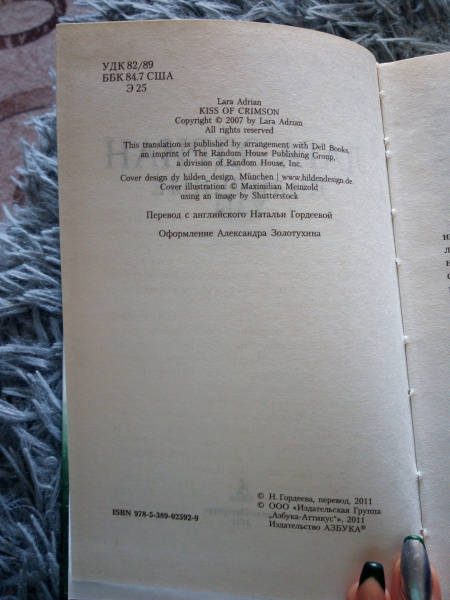 УДК 82/89
ББК 84.7 США
Э 25
Lara Adrian
KISS OF CRIMSON
Copyright © 2007 by Lara Adrian
All rights reserved
This translation is published by arrangement with Dell Books,
an imprint of The Random House Publishing Group,
a division of Random House, Inc.
Cover design dy hilden_design, München | www.hildendesign.de
Cover illustration: © Maximilian Meinzold
using an image by Shutterstock
Перевод с английского Натальи Гордеевой
Оформление Александра Золотухина
© Н. Гордеева, перевод, 2011
© ООО «Издательская Группа
„Азбука-Аттикус"», 2011
Издательство АЗБУКА®
ISBN 978-5-389-02592-9